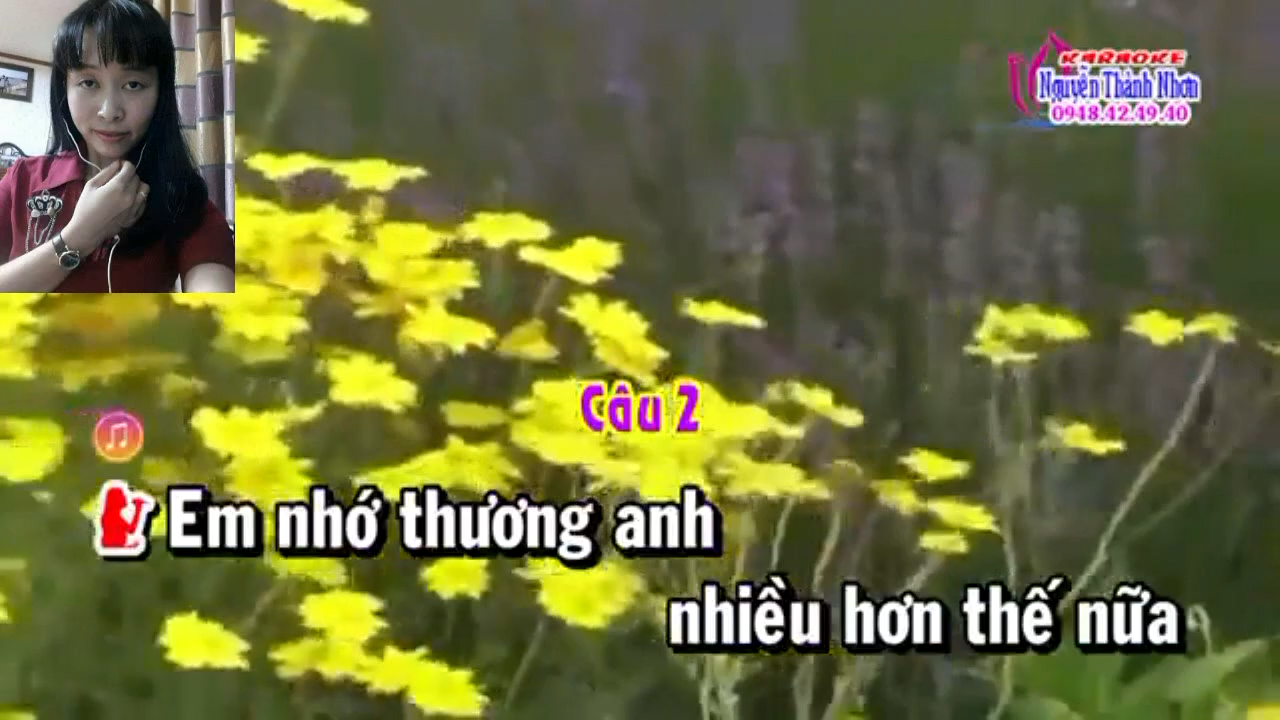 KARAOKE
Nguyễn Thành Nhơn
0948.42.49.40
Câu 2
Em nhớ thương anh
nhiều hơn thế nữa